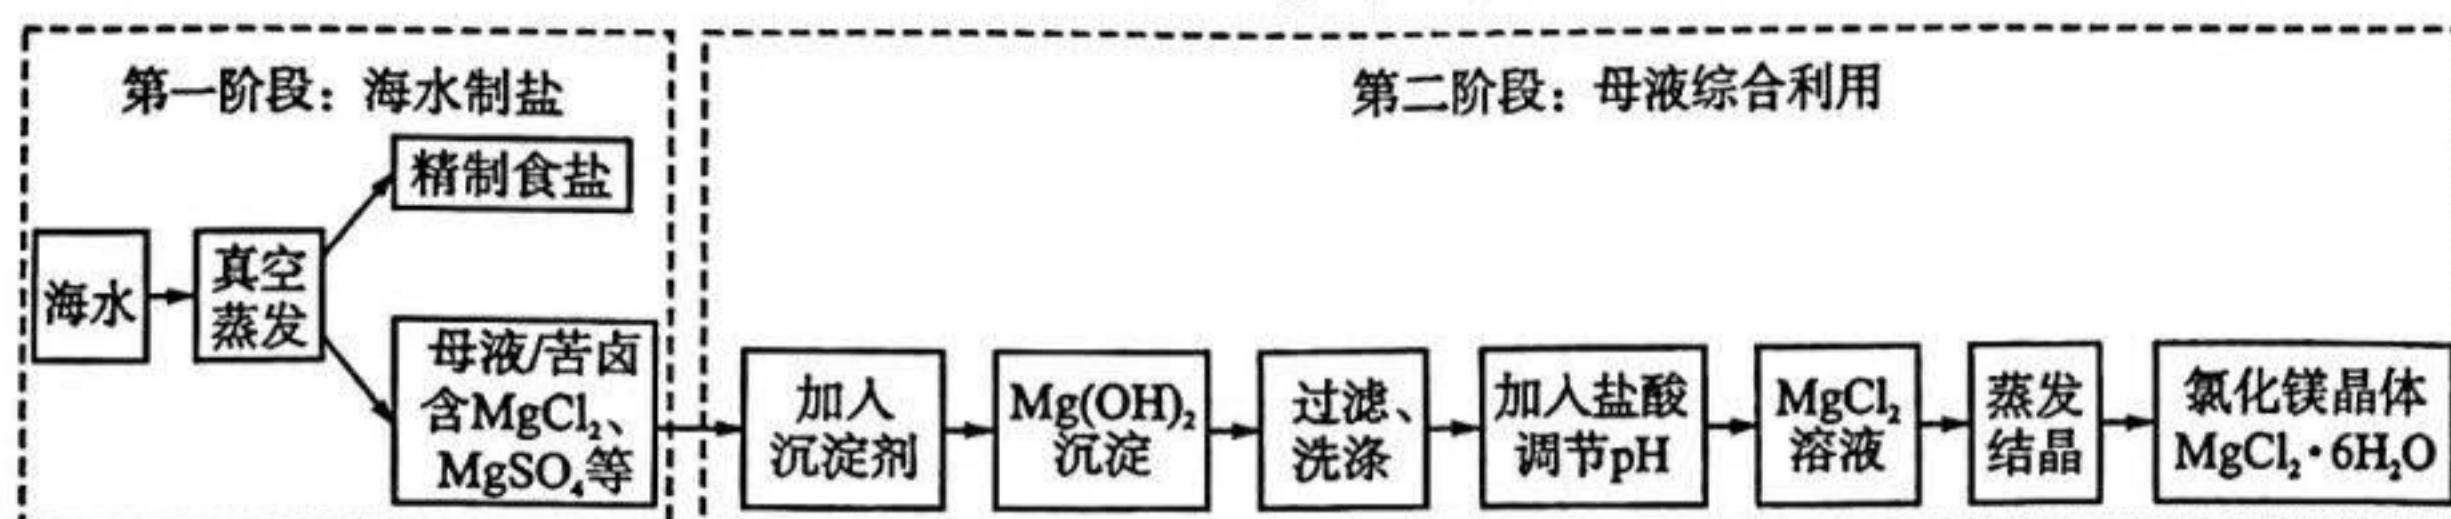 第一阶段：海水制盐
第二阶段：母液综合利用
精制食盐
海水
真空
蒸发
母液/苦卤
含MgCl₂、
MgSO₄等
加入
沉淀剂
Mg(OH)₂
沉淀
过滤、
洗涤
加入盐酸
调节pH
MgCl₂
溶液
蒸发
结晶
氯化镁晶体
MgCl₂·6H₂O